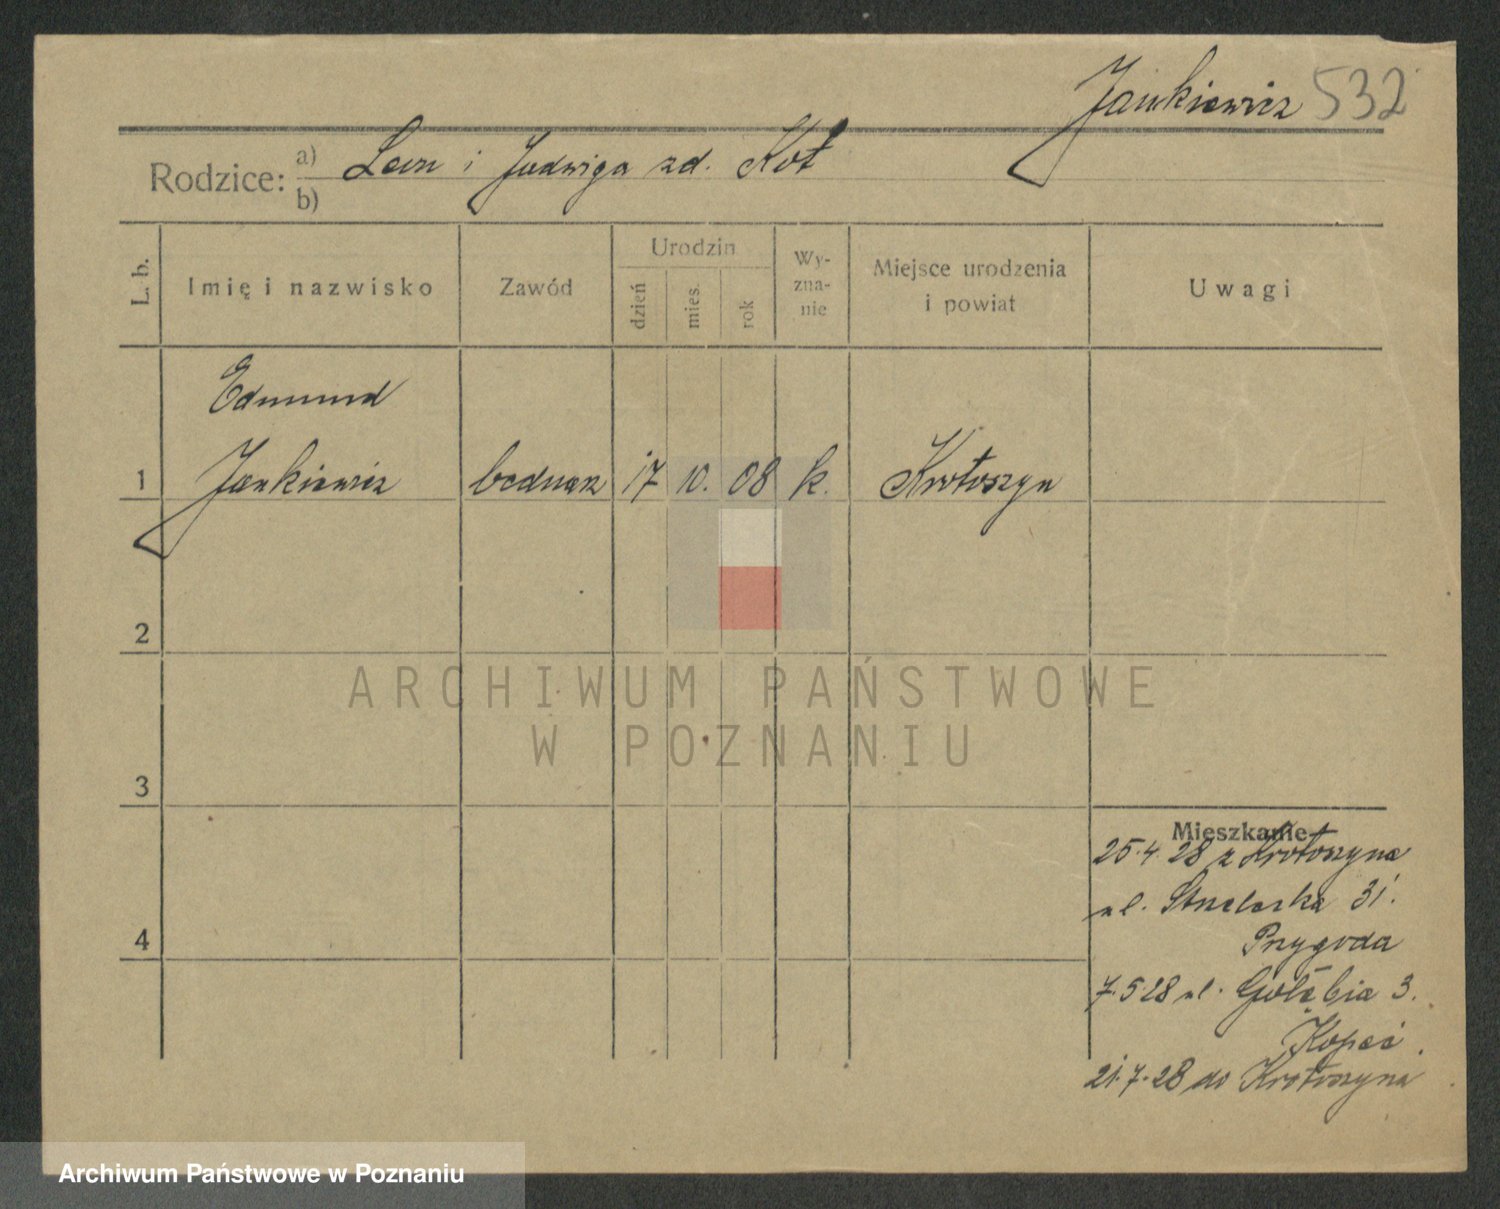 Jankiewicz 532
Rodzice: a) Leon i Jadwiga zd. Kot
b)
L. b. Imię i nazwisko Zawód Urodzin dzień mies. rok Wy-zna-nie Miejsce urodzenia i powiat Uwagi
Edmund
1 Jankiewicz bednarz 17 10. 08 k. Krotoszyn
2
ARCHIWUM PAŃSTWOWE
W POZNANIU
3
Mieszkanie
25.4.28 z Krotoszyna
ul. Strzelecka 31.
Przygoda
4
7.5.28 ul. Gołębia 3.
Kopeć
21.7.28 do Krotoszyna
Archiwum Państwowe w Poznaniu